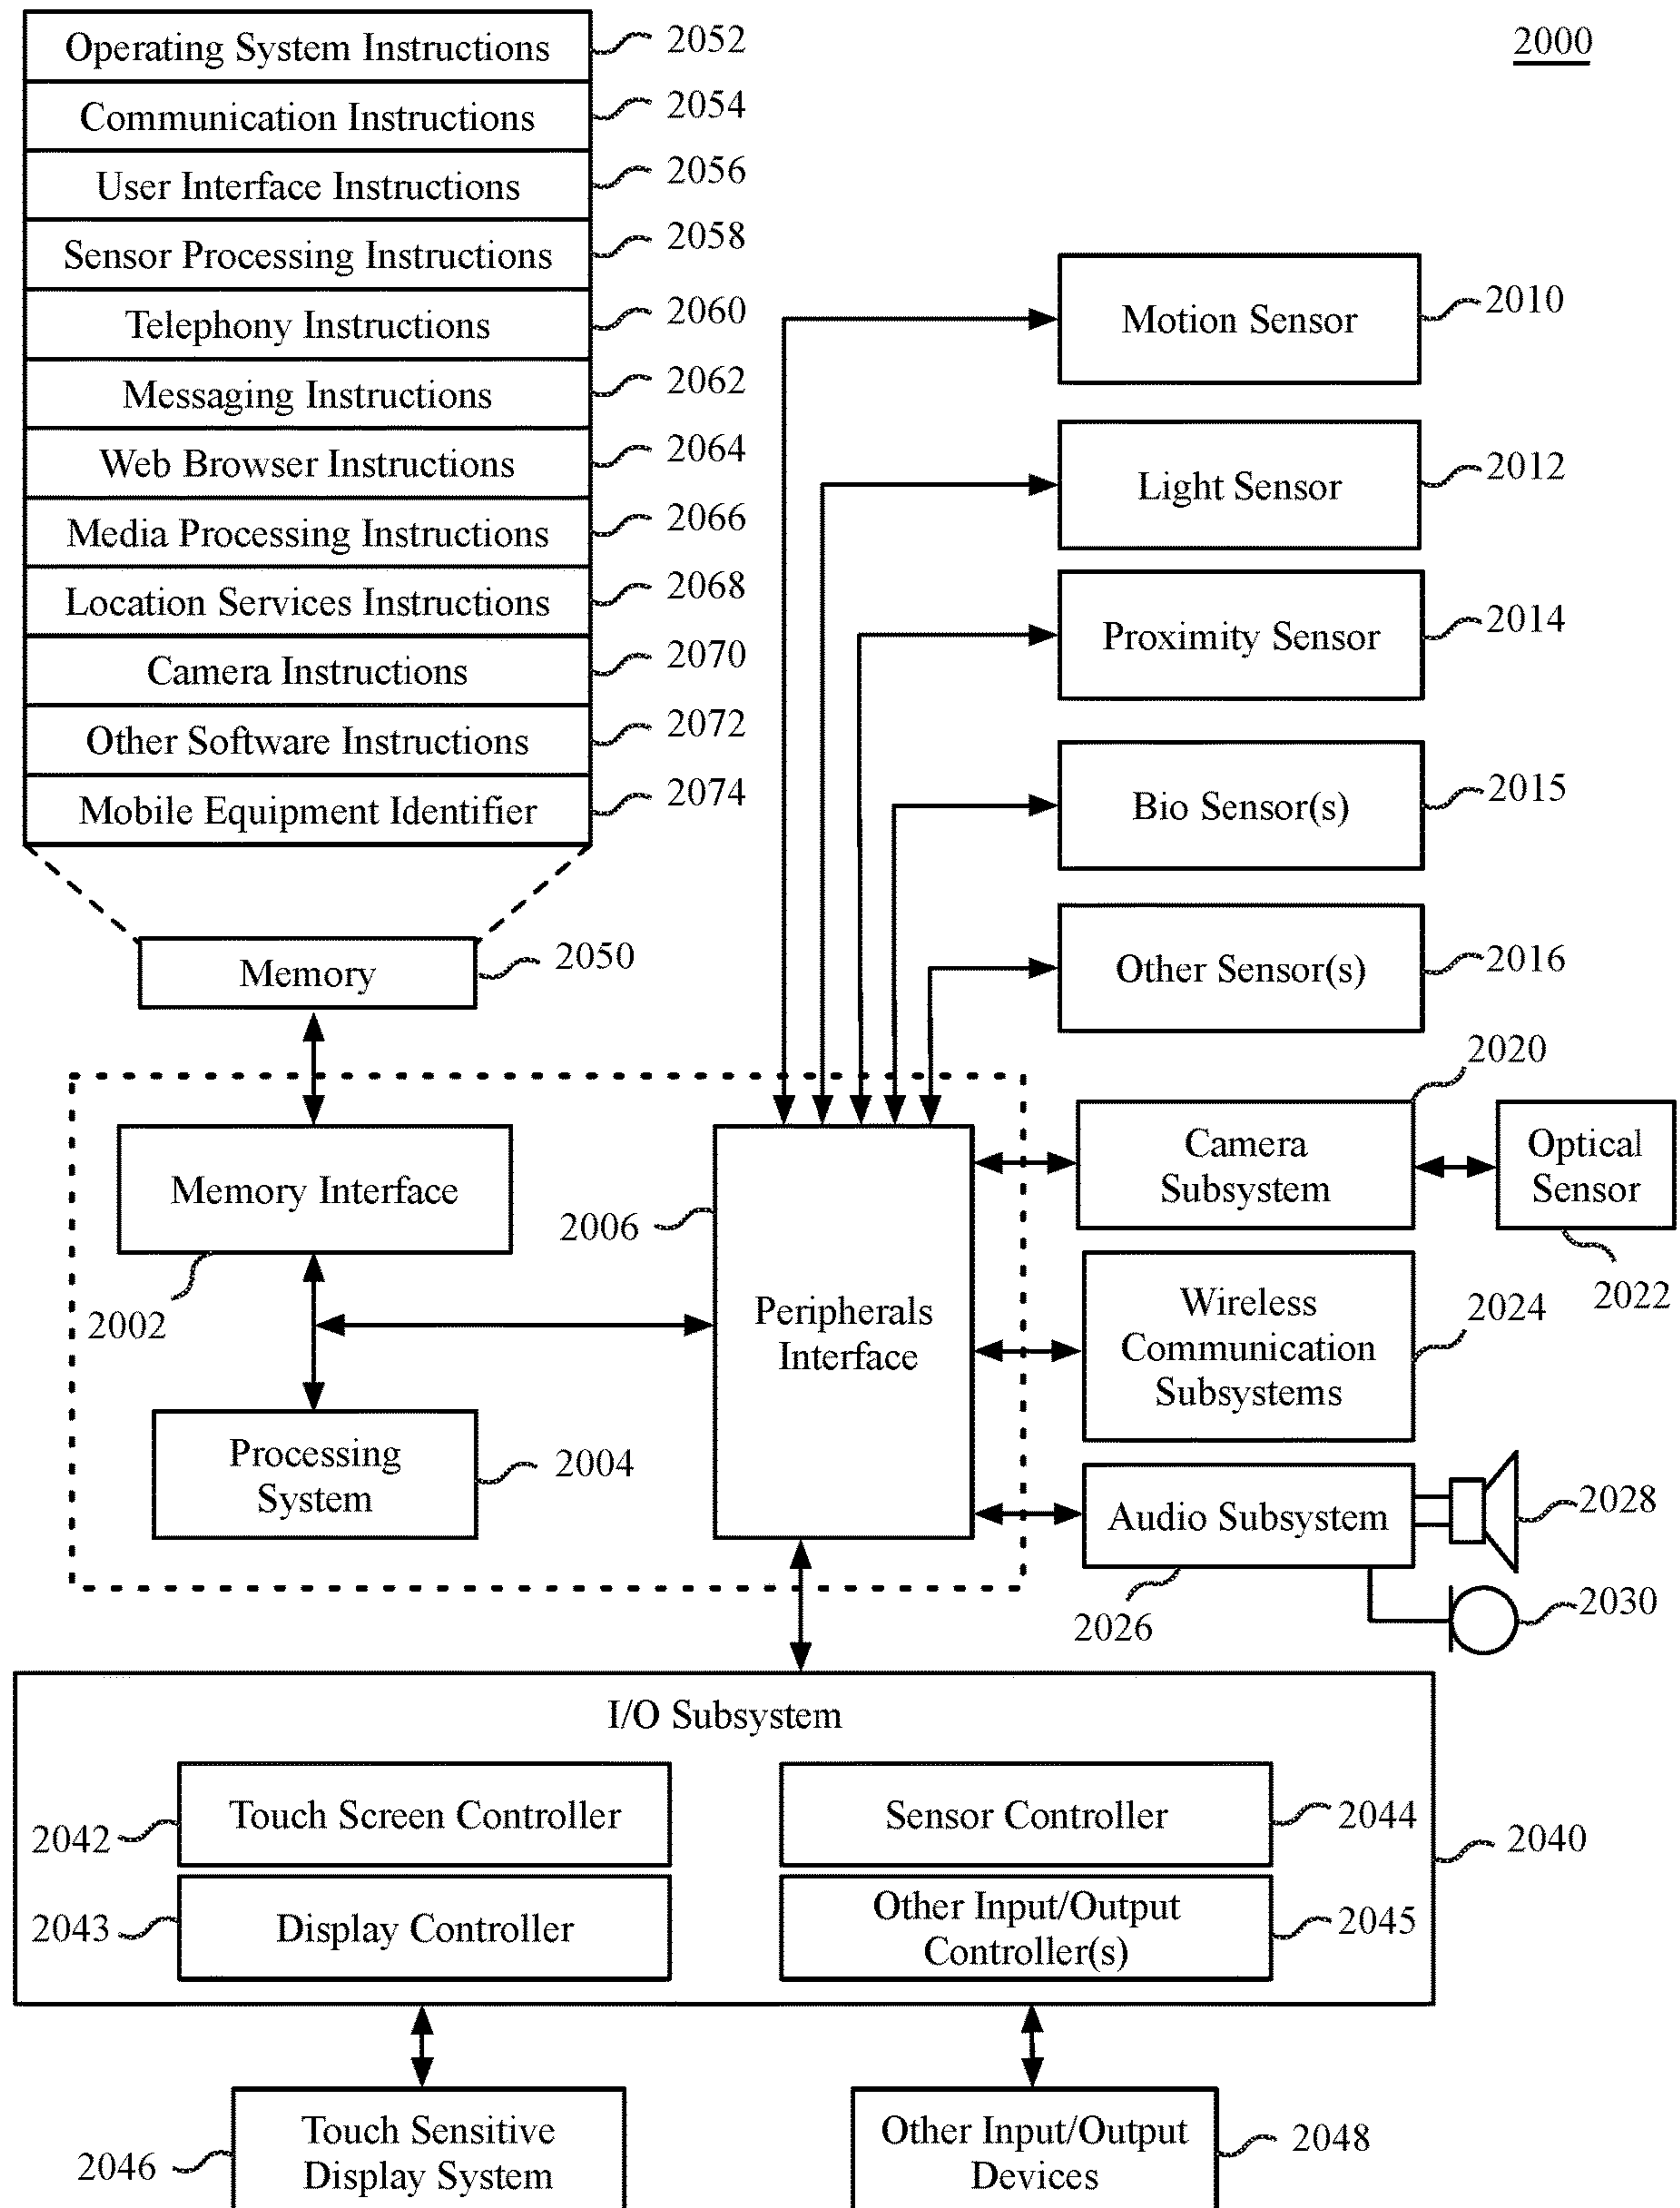 2000
Operating System Instructions 2052
Communication Instructions 2054
User Interface Instructions 2056
Sensor Processing Instructions 2058
Telephony Instructions 2060
Messaging Instructions 2062
Web Browser Instructions 2064
Media Processing Instructions 2066
Location Services Instructions 2068
Camera Instructions 2070
Other Software Instructions 2072
Mobile Equipment Identifier 2074
Memory 2050
Motion Sensor 2010
Light Sensor 2012
Proximity Sensor 2014
Bio Sensor(s) 2015
Other Sensor(s) 2016
2020
Camera
Subsystem
Optical
Sensor
2022
Memory Interface
2002
2006
Peripherals
Interface
Wireless
Communication
Subsystems
2024
Processing
System
2004
Audio Subsystem
2028
2026
2030
I/O Subsystem
2042 Touch Screen Controller
Sensor Controller 2044
2040
2043 Display Controller
Other Input/Output
Controller(s)
2045
2046
Touch Sensitive
Display System
Other Input/Output
Devices
2048